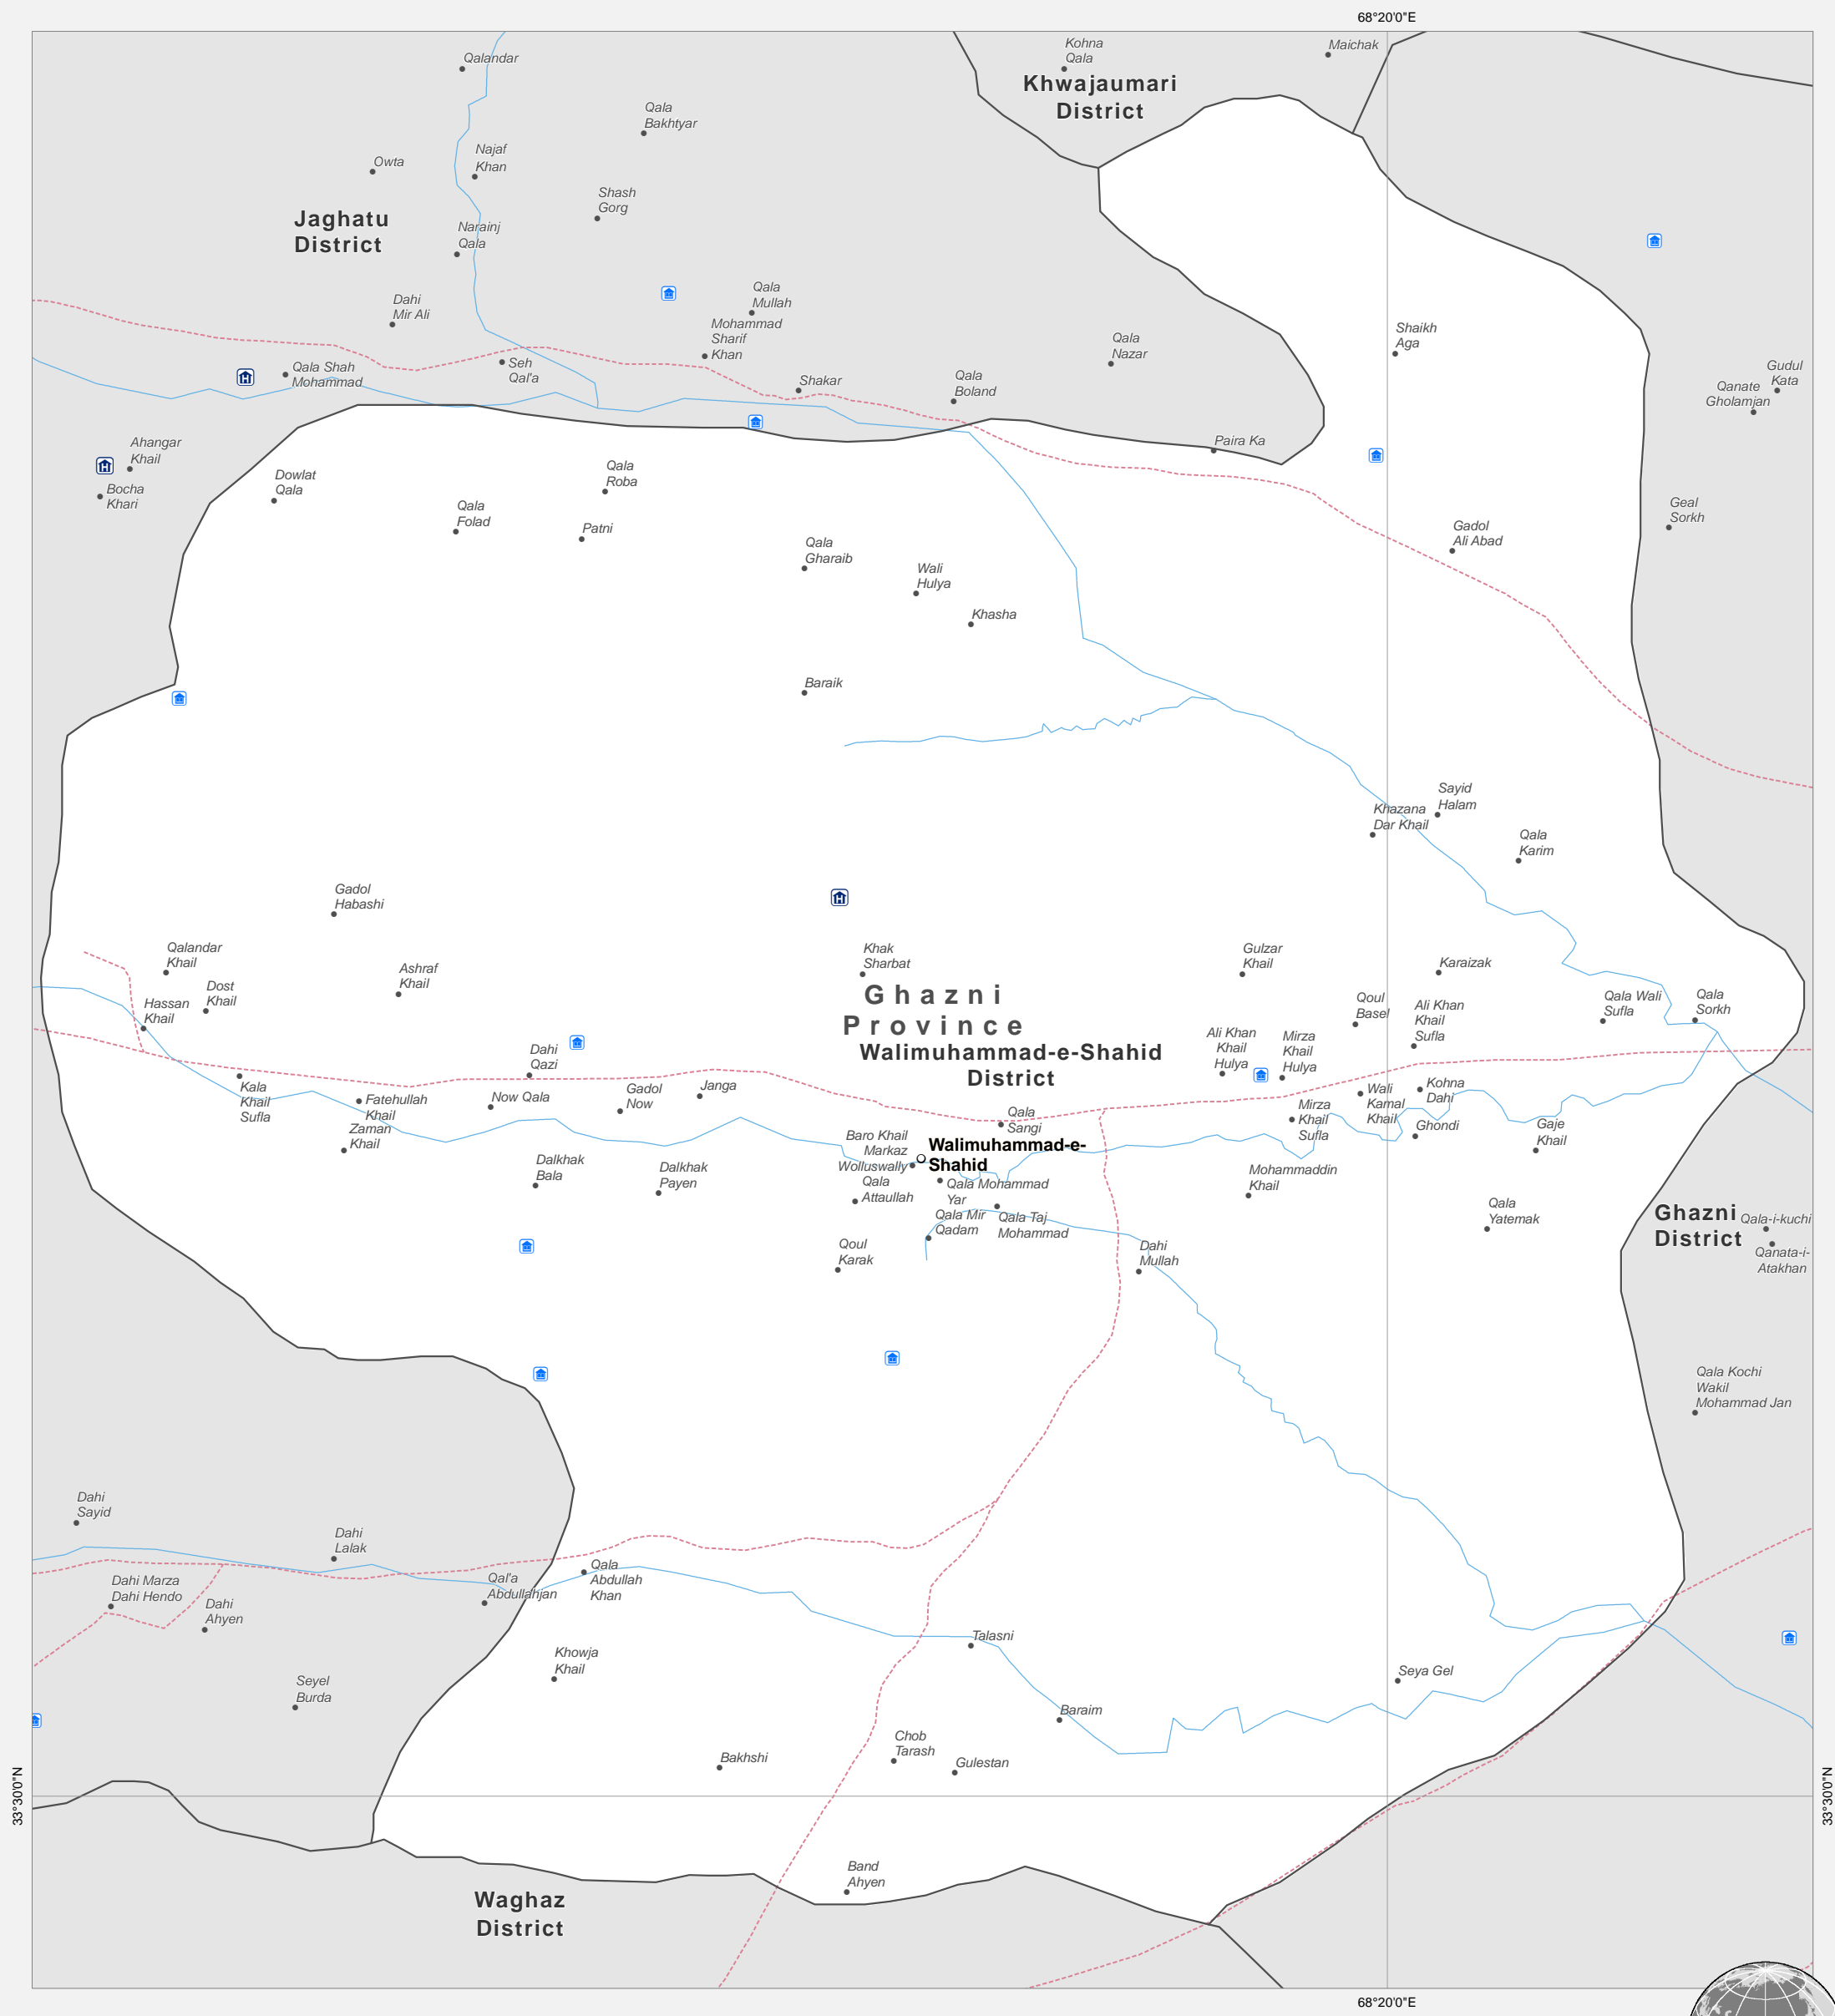 68°20'0"E
Kohna
Qala
Maichak
Qalandar
Khwajaumari
District
Qala
Bakhtyar
Najaf
Khan
Owta
Shash
Gorg
Jaghatu
District
Narainj
Qala
Dahi
Mir Ali
Qala
Mullah
Mohammad
Sharif
Khan
Qala
Nazar
Shaikh
Aga
Qala Shah
Mohammad
Seh
Qal'a
Shakar
Qala
Boland
Gudul
Kata
Qanate
Gholamjan
Paira Ka
Ahangar
Khail
Bocha
Khari
Dowlat
Qala
Qala
Roba
Qala
Folad
Patni
Geal
Sorkh
Gadol
Ali Abad
Qala
Gharaib
Wali
Hulya
Khasha
Baraik
Sayid
Halam
Khazana
Dar Khail
Qala
Karim
Gadol
Habashi
Qalandar
Khail
Ashraf
Khail
Dost
Khail
Hassan
Khail
Khak
Sharbat
Gulzar
Khail
Karaizak
Ghazni
Province
Qoul
Basel
Ali Khan
Khail
Sufla
Qala Wali
Sufla
Qala
Sorkh
Walimuhammad-e-Shahid
District
Ali Khan
Khail
Hulya
Mirza
Khail
Hulya
Dahi
Qazi
Kala
Khail
Sufla
Fatehullah
Khail
Zaman
Khail
Now Qala
Gadol
Now
Janga
Qala
Sangi
Mirza
Khail
Sufla
Wali
Kamal
Khail
Kohna
Dahi
Ghondi
Gaje
Khail
Baro Khail
Markaz
Wolluswally
Walimuhammad-e-
Shahid
Dalkhak
Bala
Dalkhak
Payen
Qala
Attaullah
Qala Mohammad
Yar
Qala Mir
Qadam
Qala Taj
Mohammad
Mohammaddin
Khail
Qala
Yatemak
Ghazni
District
Qala-i-kuchi
Qanata-i-
Atakhan
Qoul
Karak
Dahi
Mullah
Qala Kochi
Wakil
Mohammad Jan
Dahi
Sayid
Dahi
Lalak
Dahi Marza
Dahi Hendo
Dahi
Ahyen
Qal'a
Abdullahjan
Qala
Abdullah
Khan
Talasni
Khowja
Khail
Seya Gel
Seyel
Burda
Baraim
Chob
Tarash
Bakhshi
Gulestan
33°30'0"N
33°30'0"N
Band
Ahyen
Waghaz
District
68°20'0"E